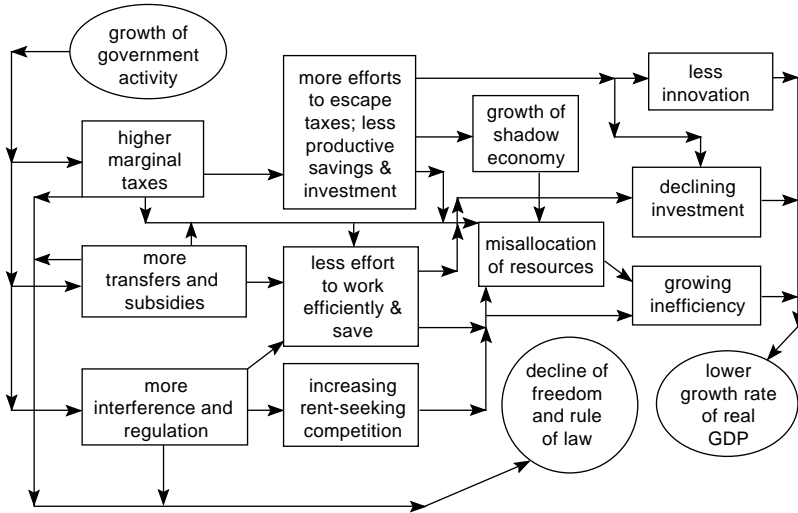 growth of
government
activity
higher
marginal
taxes
more
transfers and
subsidies
more
interference and
regulation
more efforts
to escape
taxes; less
productive
savings &
investment
less effort
to work
efficiently &
save
increasing
rent-seeking
competition
growth of
shadow
economy
misallocation
of resources
decline of
freedom
and rule
of law
less
innovation
declining
investment
growing
inefficiency
lower
growth rate
of real
GDP